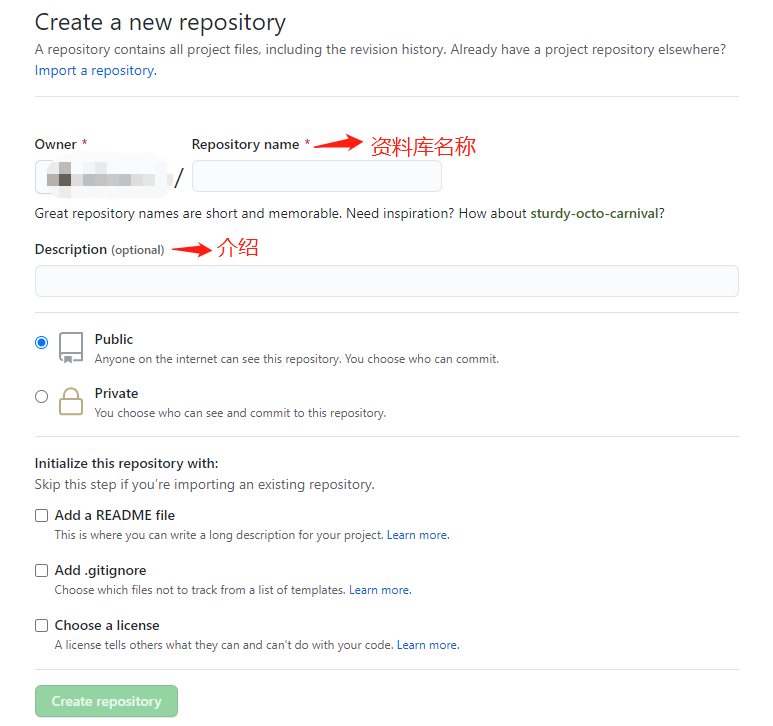 Create a new repository
A repository contains all project files, including the revision history. Already have a project repository elsewhere?
Import a repository.
Owner * Repository name * 资料库名称
/
Great repository names are short and memorable. Need inspiration? How about sturdy-octo-carnival?
Description (optional) 介绍
Public
Anyone on the internet can see this repository. You choose who can commit.
Private
You choose who can see and commit to this repository.
Initialize this repository with:
Skip this step if you're importing an existing repository.
Add a README file
This is where you can write a long description for your project. Learn more.
Add .gitignore
Choose which files not to track from a list of templates. Learn more.
Choose a license
A license tells others what they can and can't do with your code. Learn more.
Create repository